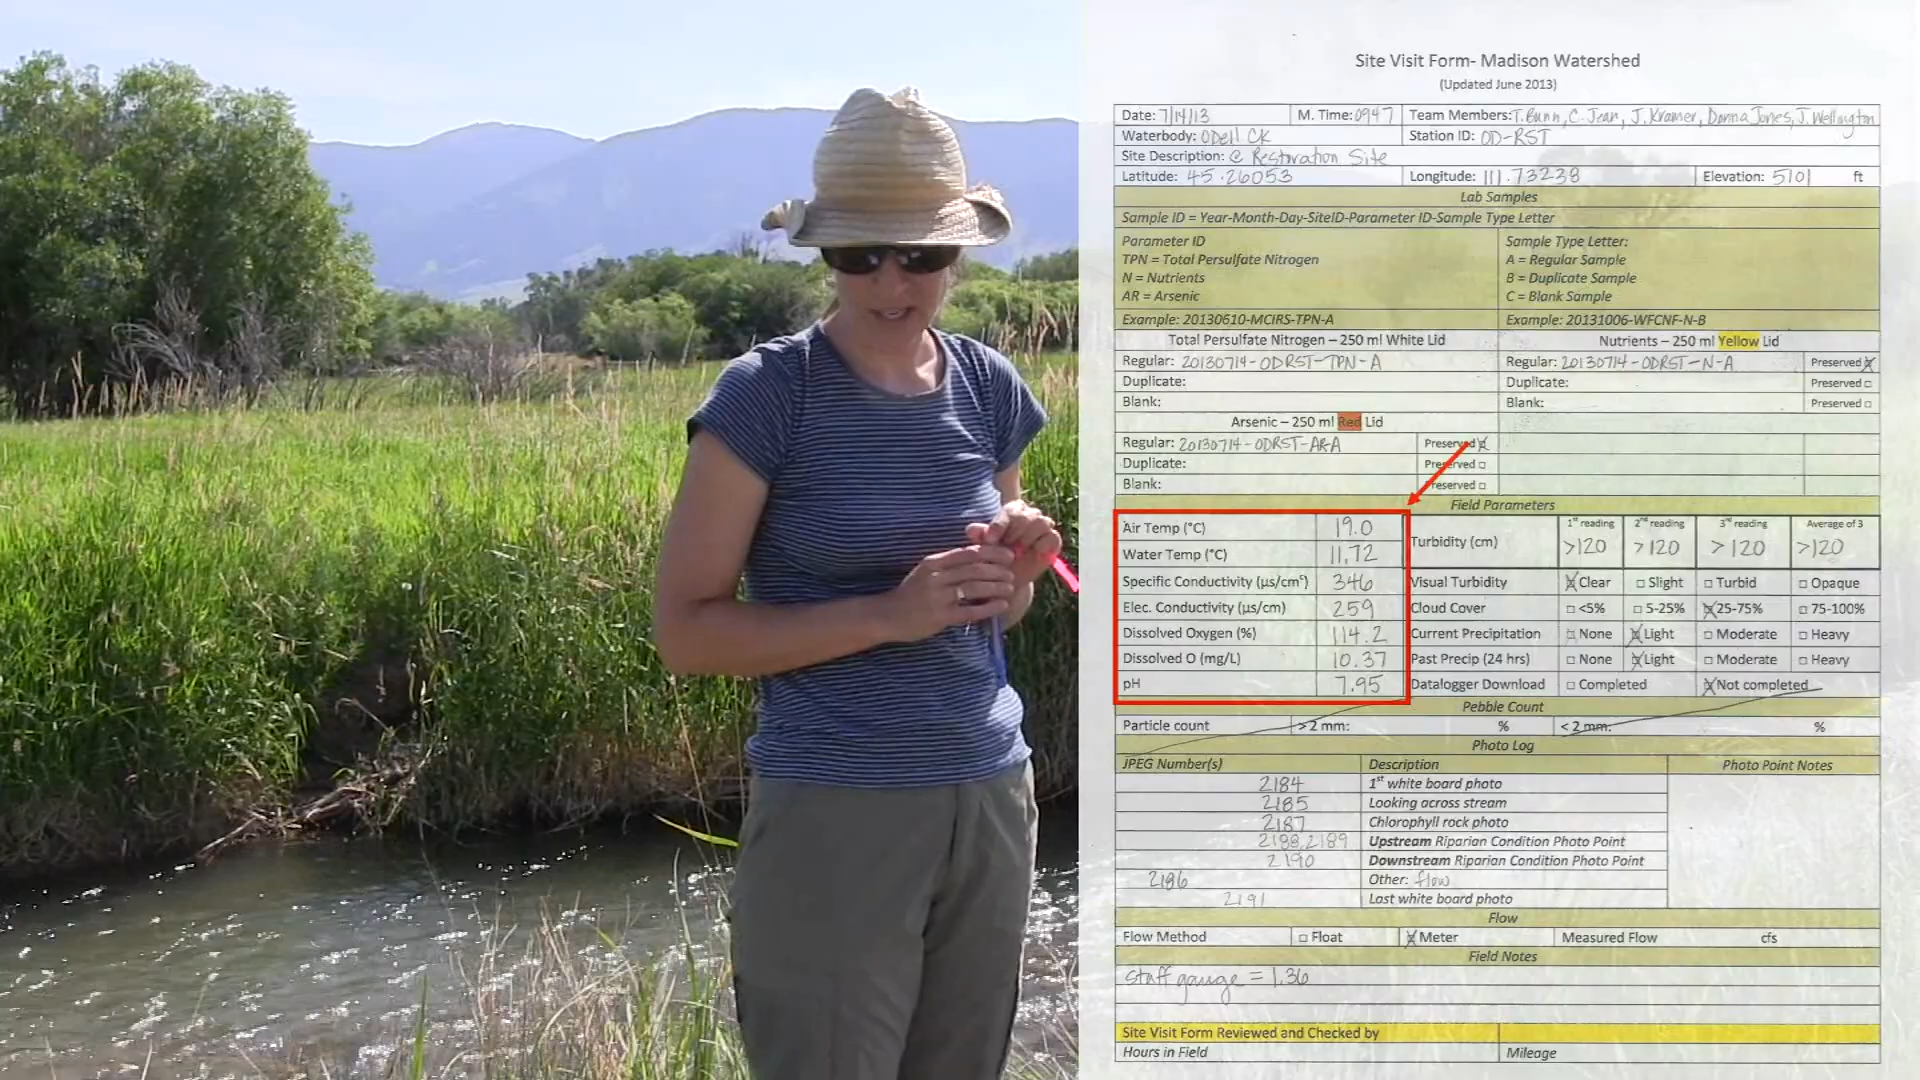 Site Visit Form- Madison Watershed
(Updated June 2013)
Date: 7/14/13 M. Time: 0947 Team Members: T. Bunn, C. Jean, J. Kramer, Donna Jones, J. Wellington
Waterbody: ODell CK Station ID: OD-RST
Site Description: @ Restoration Site
Latitude: 45.26053 Longitude: 111.73238 Elevation: 5101 ft
Lab Samples
Sample ID = Year-Month-Day-SiteID-Parameter ID-Sample Type Letter
Parameter ID Sample Type Letter:
TPN = Total Persulfate Nitrogen A = Regular Sample
N = Nutrients B = Duplicate Sample
AR = Arsenic C = Blank Sample
Example: 20130610-MCIRS-TPN-A Example: 20131006-WFCNF-N-B
Total Persulfate Nitrogen – 250 ml White Lid Nutrients – 250 ml Yellow Lid
Regular: 20130714-ODRST-TPN-A Regular: 20130714-ODRST-N-A Preserved ☒
Duplicate: Duplicate: Preserved □
Blank: Blank: Preserved □
Arsenic – 250 ml Red Lid
Regular: 20130714-ODRST-AR-A Preserved ☒
Duplicate: Preserved □
Blank: Preserved □
Field Parameters
Air Temp (°C) 19.0 Turbidity (cm) 1st reading 2nd reading 3rd reading Average of 3
>120 >120 >120 >120
Water Temp (°C) 11.72
Specific Conductivity (µs/cm°) 346 Visual Turbidity ☒ Clear □ Slight □ Turbid □ Opaque
Elec. Conductivity (µs/cm) 259 Cloud Cover □ <5% □ 5-25% ☒ 25-75% □ 75-100%
Dissolved Oxygen (%) 114.2 Current Precipitation □ None ☒ Light □ Moderate □ Heavy
Dissolved O (mg/L) 10.37 Past Precip (24 hrs) □ None ☒ Light □ Moderate □ Heavy
pH 7.95 Datalogger Download □ Completed ☒ Not completed
Pebble Count
Particle count >2 mm: % <2 mm: %
Photo Log
JPEG Number(s) Description Photo Point Notes
2184 1st white board photo
2185 Looking across stream
2187 Chlorophyll rock photo
2188, 2189 Upstream Riparian Condition Photo Point
2190 Downstream Riparian Condition Photo Point
2186 Other: flow
2191 Last white board photo
Flow
Flow Method □ Float ☒ Meter Measured Flow cfs
Field Notes
staff gauge = 1.36
Site Visit Form Reviewed and Checked by
Hours in Field Mileage